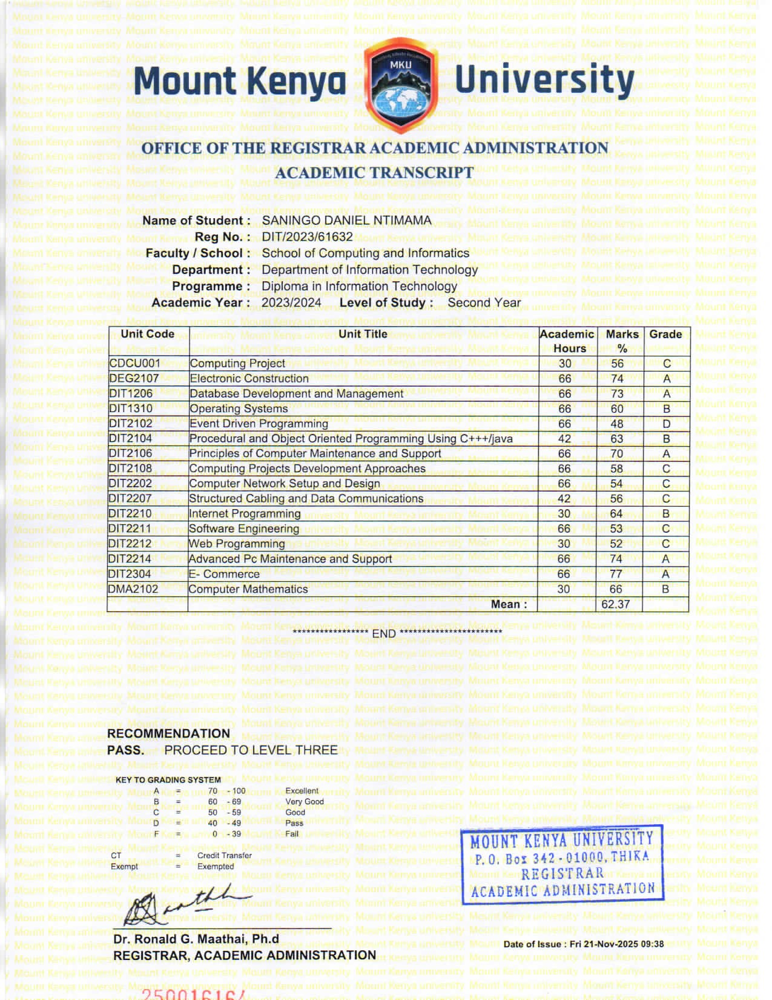 Mount Kenya University
MKU
OFFICE OF THE REGISTRAR ACADEMIC ADMINISTRATION
ACADEMIC TRANSCRIPT
Name of Student : SANINGO DANIEL NTIMAMA
Reg No. : DIT/2023/61632
Faculty / School : School of Computing and Informatics
Department : Department of Information Technology
Programme : Diploma in Information Technology
Academic Year : 2023/2024 Level of Study : Second Year
Unit Code Unit Title Academic Hours Marks % Grade
CDCU001 Computing Project 30 56 C
DEG2107 Electronic Construction 66 74 A
DIT1206 Database Development and Management 66 73 A
DIT1310 Operating Systems 66 60 B
DIT2102 Event Driven Programming 66 48 D
DIT2104 Procedural and Object Oriented Programming Using C+++/java 42 63 B
DIT2106 Principles of Computer Maintenance and Support 66 70 A
DIT2108 Computing Projects Development Approaches 66 58 C
DIT2202 Computer Network Setup and Design 66 54 C
DIT2207 Structured Cabling and Data Communications 42 56 C
DIT2210 Internet Programming 30 64 B
DIT2211 Software Engineering 66 53 C
DIT2212 Web Programming 30 52 C
DIT2214 Advanced Pc Maintenance and Support 66 74 A
DIT2304 E- Commerce 66 77 A
DMA2102 Computer Mathematics 30 66 B
Mean : 62.37
***************** END ***********************
RECOMMENDATION
PASS. PROCEED TO LEVEL THREE
KEY TO GRADING SYSTEM
A = 70 - 100 Excellent
B = 60 - 69 Very Good
C = 50 - 59 Good
D = 40 - 49 Pass
F = 0 - 39 Fail
CT = Credit Transfer
Exempt = Exempted
MOUNT KENYA UNIVERSITY
P. O. Box 342 - 01000, THIKA
REGISTRAR
ACADEMIC ADMINISTRATION
Dr. Ronald G. Maathai, Ph.d
REGISTRAR, ACADEMIC ADMINISTRATION
Date of Issue : Fri 21-Nov-2025 09:38